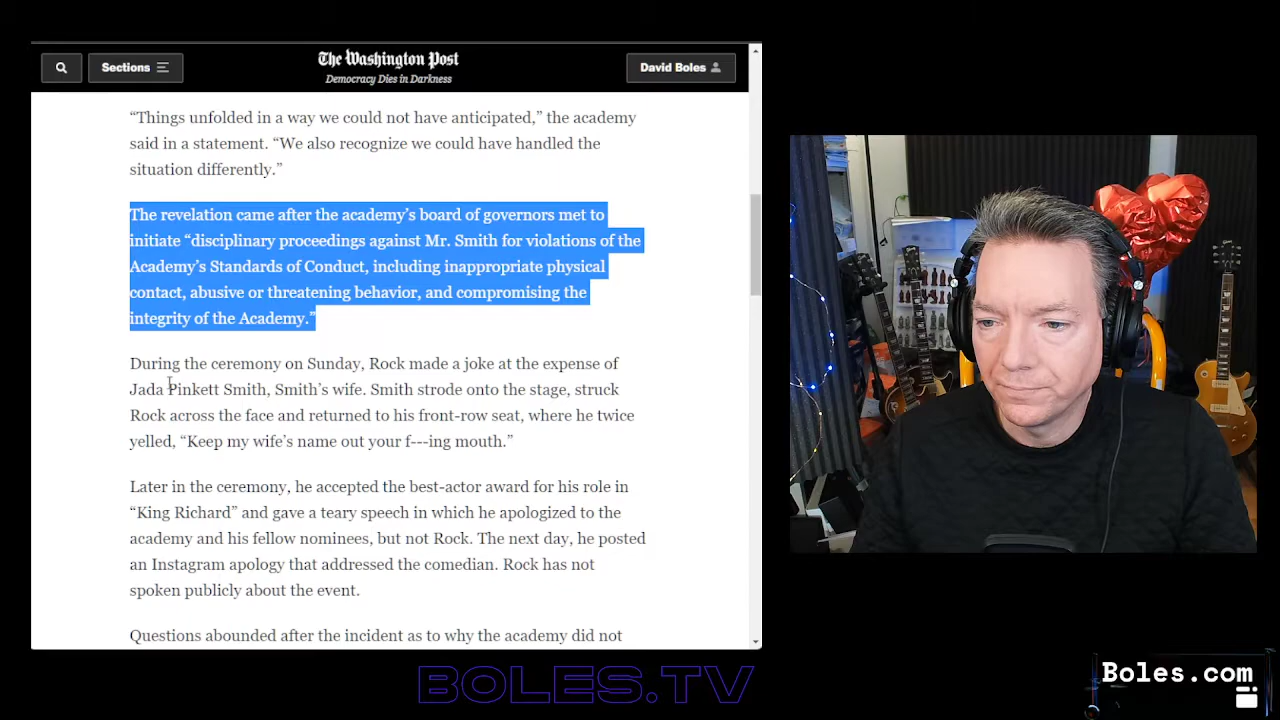 The Washington Post
Democracy Dies in Darkness
Sections
David Boles
“Things unfolded in a way we could not have anticipated,” the academy
said in a statement. “We also recognize we could have handled the
situation differently.”
The revelation came after the academy’s board of governors met to
initiate “disciplinary proceedings against Mr. Smith for violations of the
Academy’s Standards of Conduct, including inappropriate physical
contact, abusive or threatening behavior, and compromising the
integrity of the Academy.”
During the ceremony on Sunday, Rock made a joke at the expense of
Jada Pinkett Smith, Smith’s wife. Smith strode onto the stage, struck
Rock across the face and returned to his front-row seat, where he twice
yelled, “Keep my wife’s name out your f---ing mouth.”
Later in the ceremony, he accepted the best-actor award for his role in
“King Richard” and gave a teary speech in which he apologized to the
academy and his fellow nominees, but not Rock. The next day, he posted
an Instagram apology that addressed the comedian. Rock has not
spoken publicly about the event.
Questions abounded after the incident as to why the academy did not
BOLES.TV
Boles.com